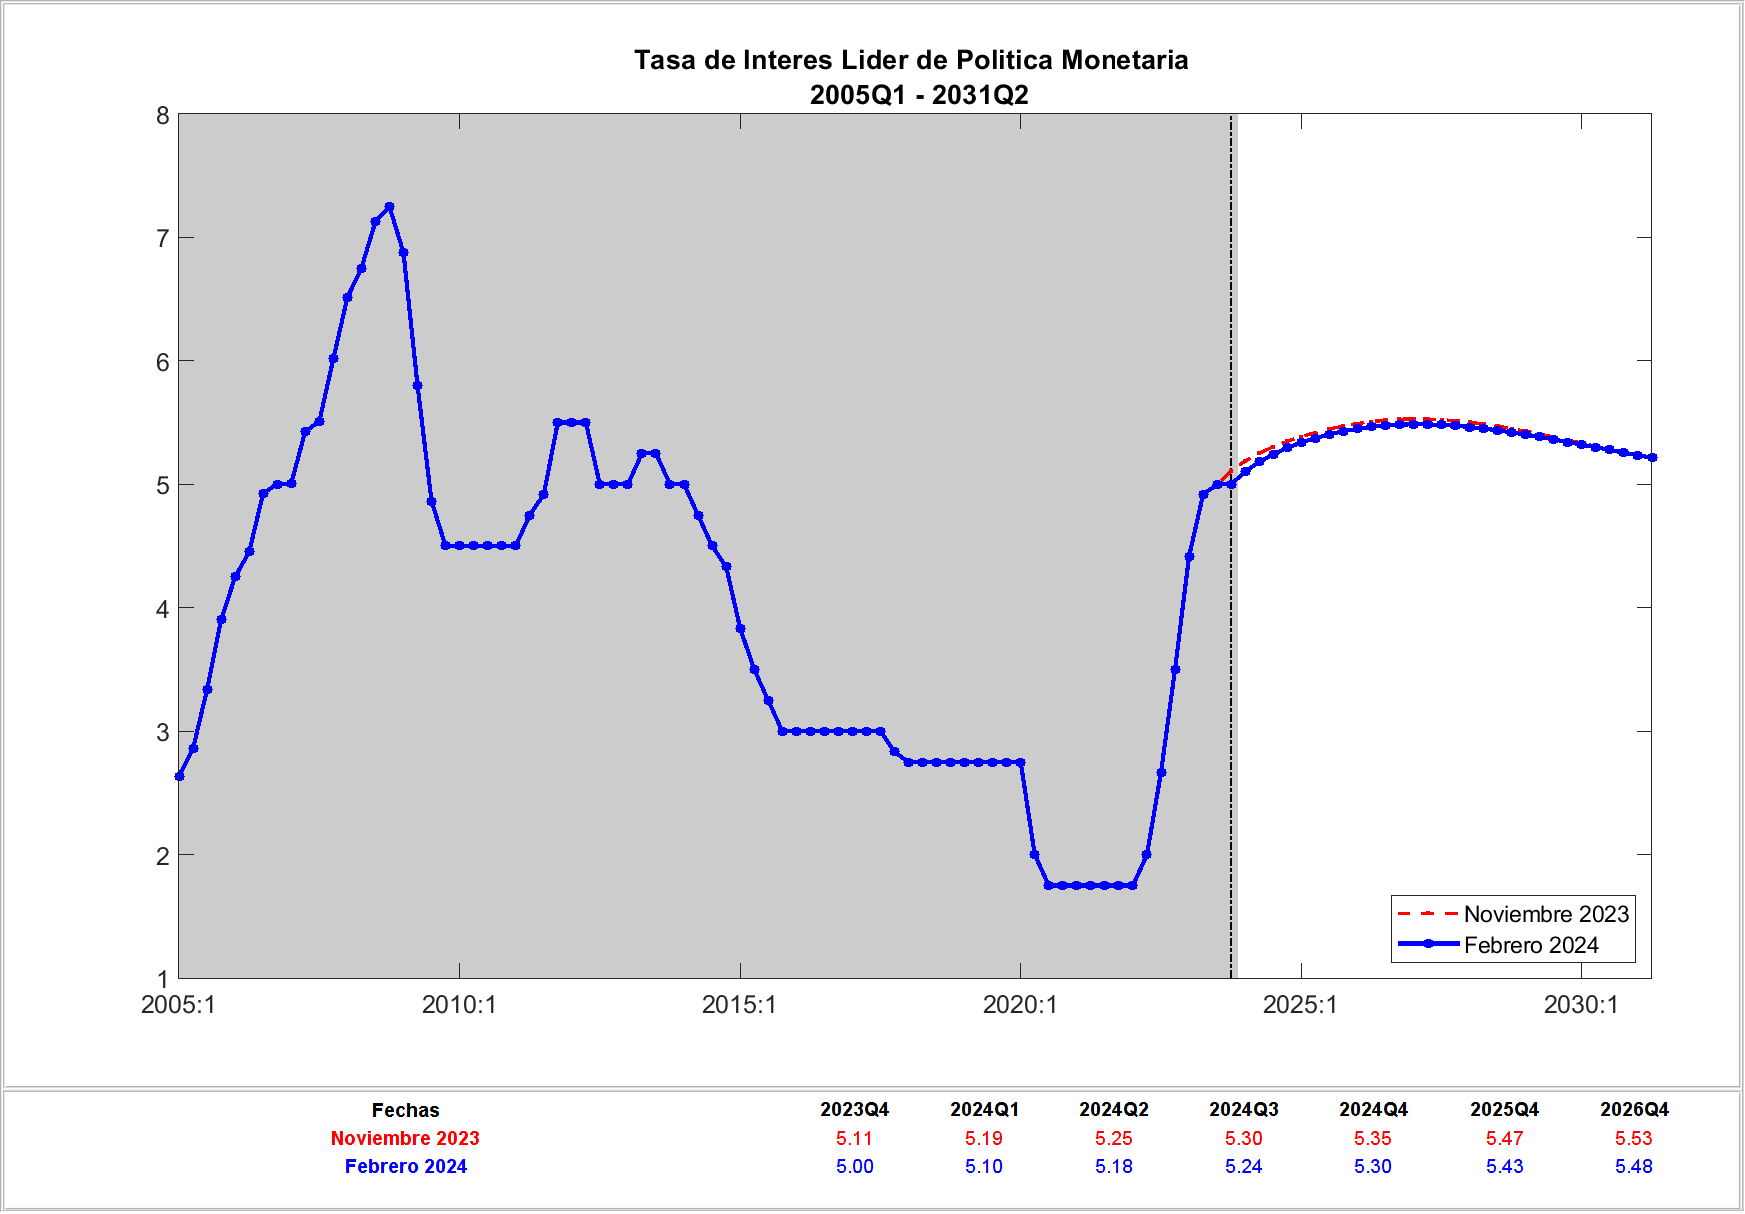 Tasa de Interes Lider de Politica Monetaria
2005Q1 - 2031Q2
8
7
6
5
4
3
2
1
2005:1 2010:1 2015:1 2020:1 2025:1 2030:1
Noviembre 2023
Febrero 2024
Fechas 2023Q4 2024Q1 2024Q2 2024Q3 2024Q4 2025Q4 2026Q4
Noviembre 2023 5.11 5.19 5.25 5.30 5.35 5.47 5.53
Febrero 2024 5.00 5.10 5.18 5.24 5.30 5.43 5.48